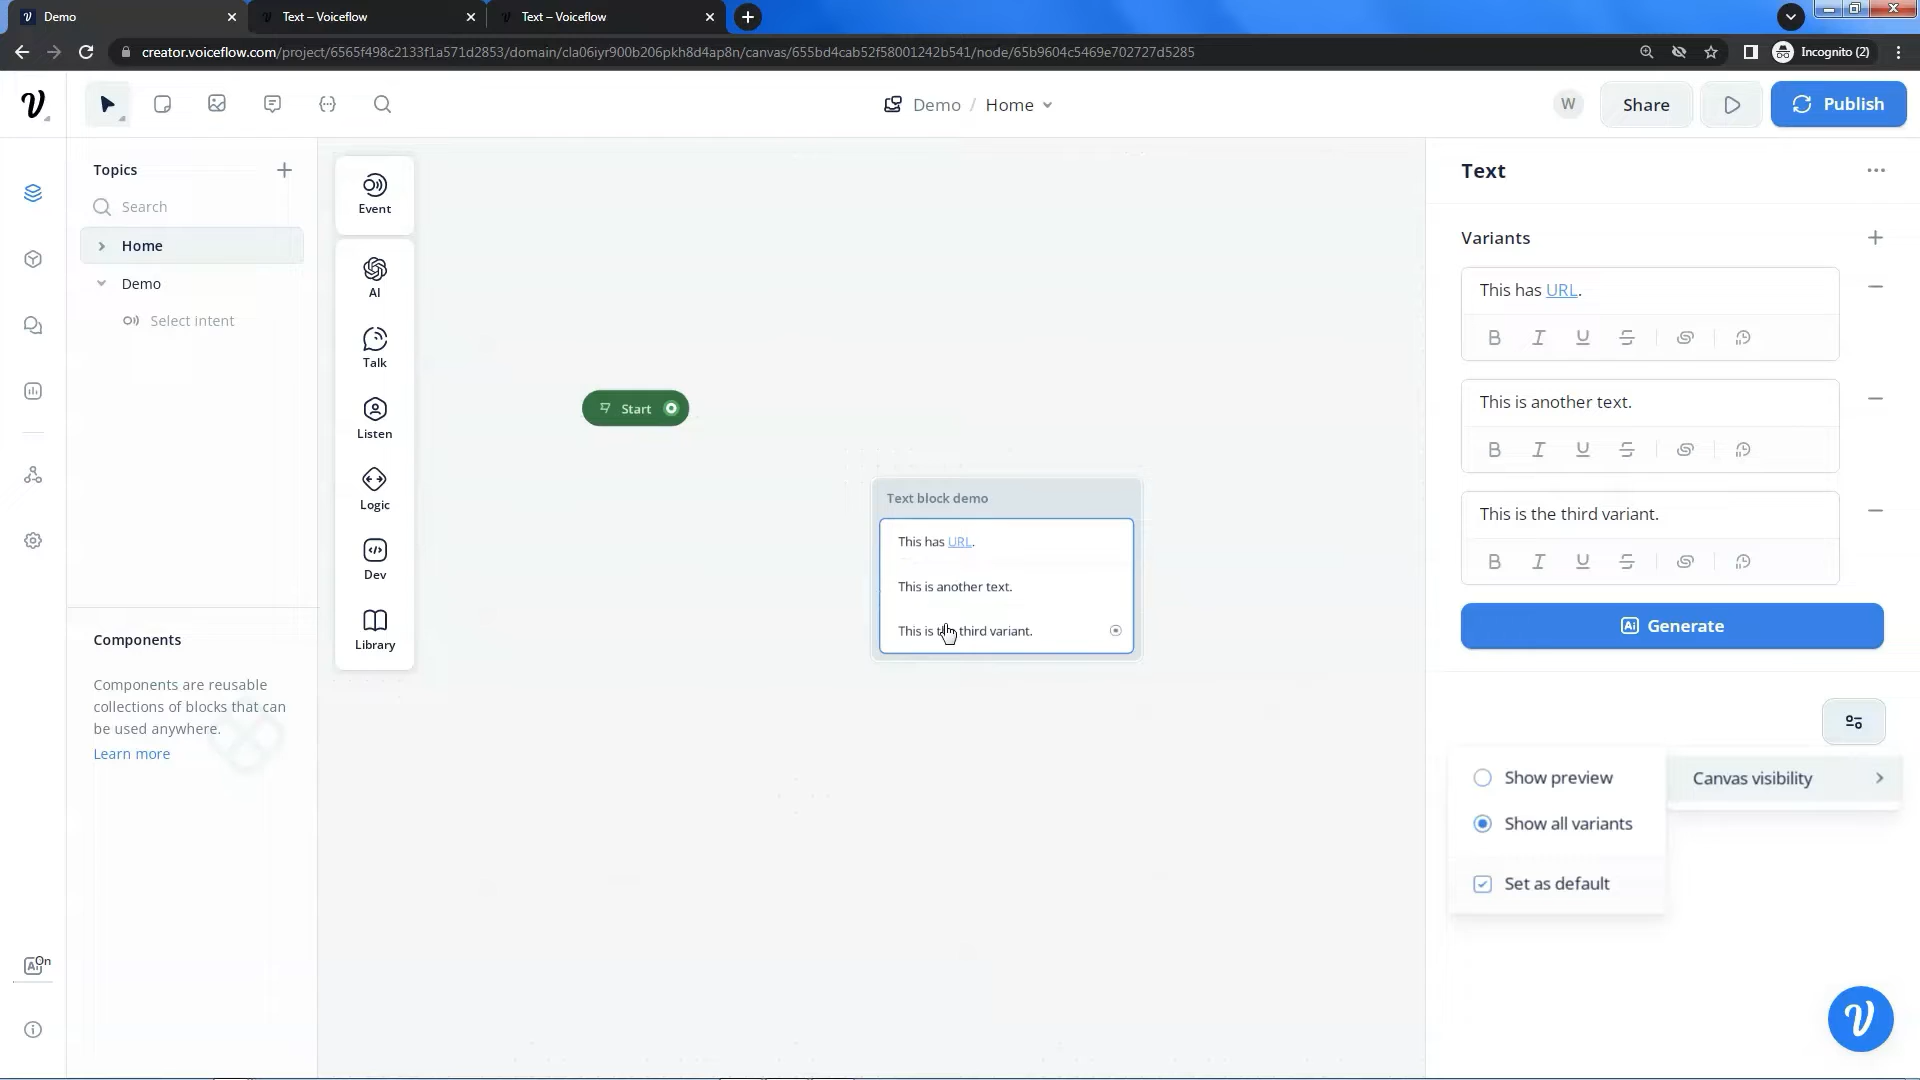 Demo
Text – Voiceflow
Text – Voiceflow
creator.voiceflow.com/project/6565f498c2133f1a571d2853/domain/cla06iyr900b206pkh8d4ap8n/canvas/655bd4cab52f58001242b541/node/65b9604c5469e702727d5285
Incognito (2)
Demo / Home
W
Share
Publish
Topics
Search
Home
Demo
Select intent
Components
Components are reusable
collections of blocks that can
be used anywhere.
Learn more
On
Event
AI
Talk
Listen
Logic
Dev
Library
Start
Text block demo
This has URL.
This is another text.
This is the third variant.
Text
Variants
This has URL.
B I U S
This is another text.
B I U S
This is the third variant.
B I U S
Ai Generate
Canvas visibility
Show preview
Show all variants
Set as default